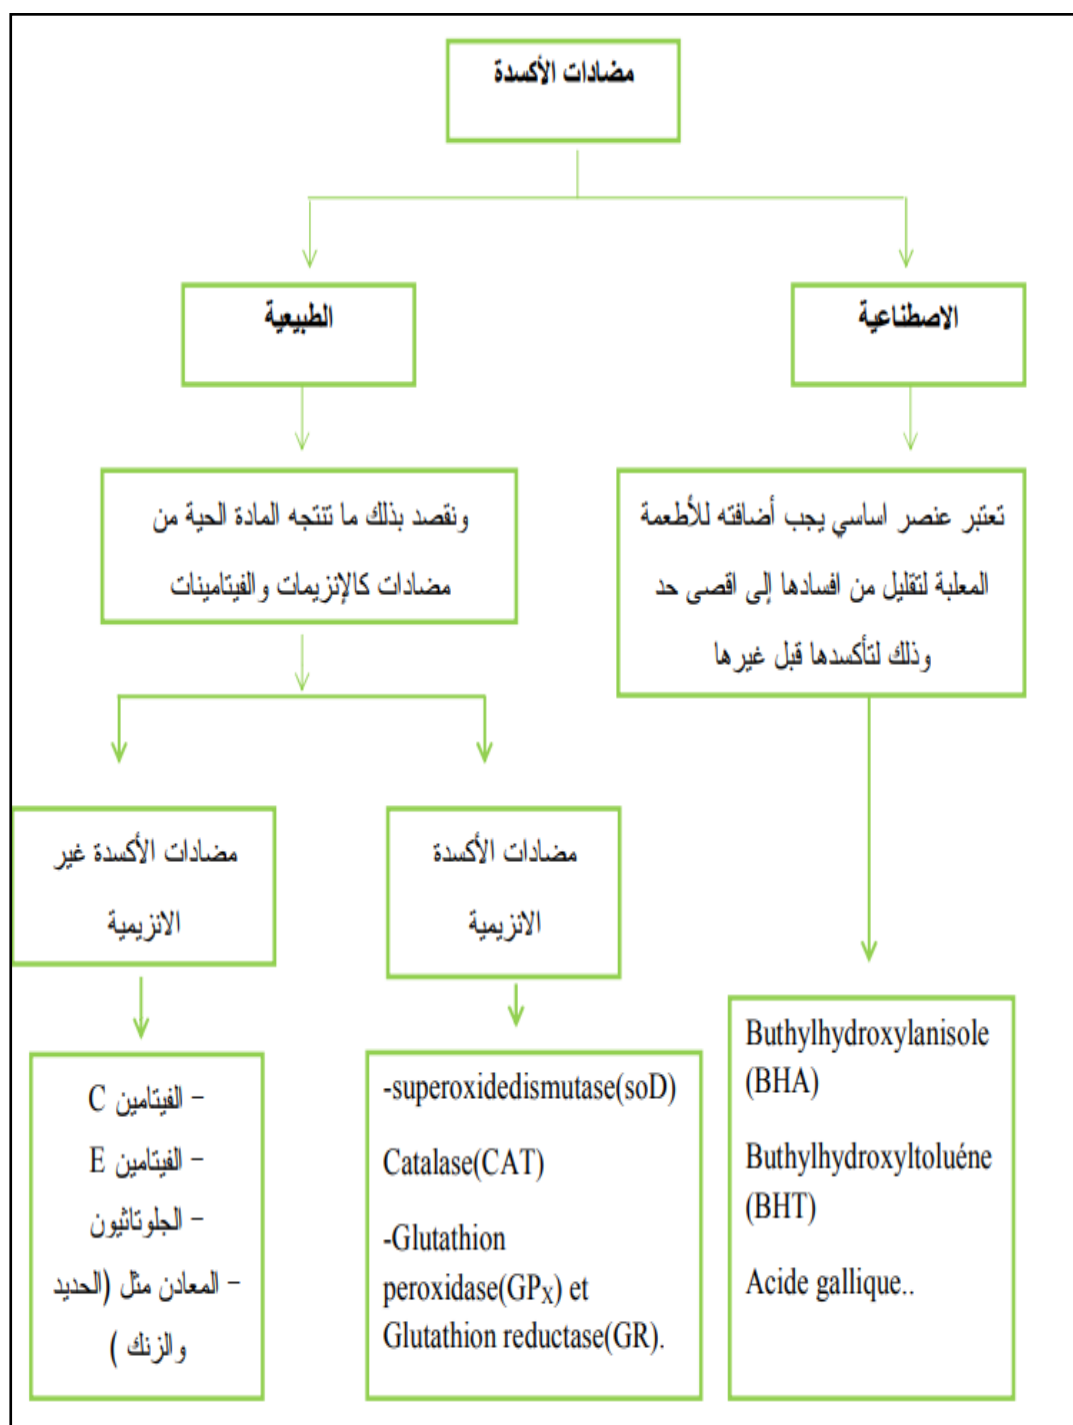 مضادات الأكسدة
الاصطناعية
الطبيعية
تعتبر عنصر اساسي يجب أضافته للأطعمة
المعلبة لتقليل من افسادها إلى اقصى حد
وذلك لتأكسدها قبل غيرها
ونقصد بذلك ما تنتجه المادة الحية من
مضادات كالإنزيمات والفيتامينات
مضادات الأكسدة
الانزيمية
مضادات الأكسدة غير
الانزيمية
Buthylhydroxylanisole
(BHA)
Buthylhydroxyltoluéne
(BHT)
Acide gallique..
-superoxidedismutase(soD)
Catalase(CAT)
-Glutathion
peroxidase(GPX) et
Glutathion reductase(GR).
- الفيتامين C
- الفيتامين E
- الجلوتاثيون
- المعادن مثل (الحديد
والزنك )